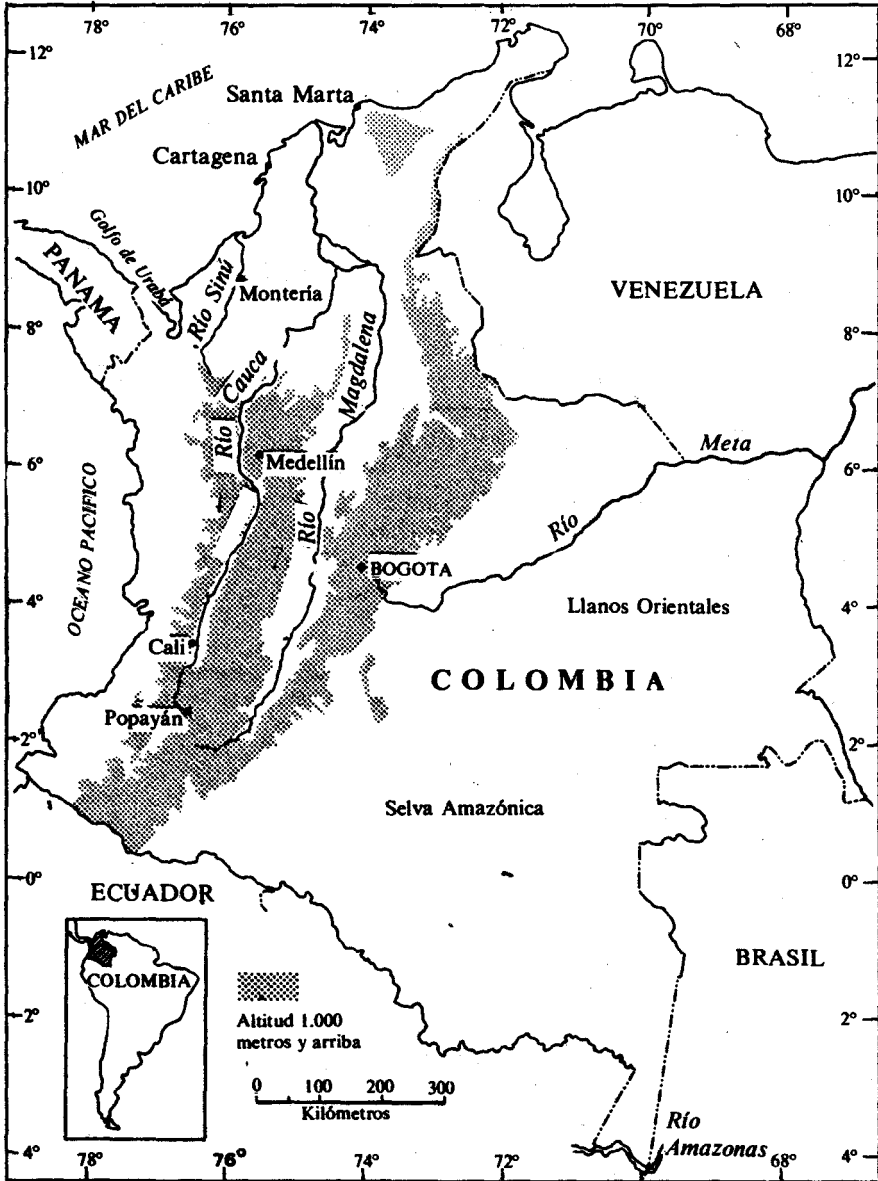 78°
76°
74°
72°
70°
68°
12°
12°
Santa Marta
MAR DEL CARIBE
Cartagena
10°
10°
Golfo de Urabá
PANAMA
Río Sinú
Montería
VENEZUELA
8°
8°
Río Cauca
Río Magdalena
Medellín
Río Meta
6°
6°
OCEANO PACIFICO
BOGOTA
Llanos Orientales
4°
4°
Cali
COLOMBIA
Popayán
2°
2°
Selva Amazónica
0°
0°
ECUADOR
BRASIL
COLOMBIA
Altitud 1.000
metros y arriba
2°
2°
0 100 200 300
Kilómetros
Río
Amazonas
4°
4°
78°
76°
74°
72°
70°
68°